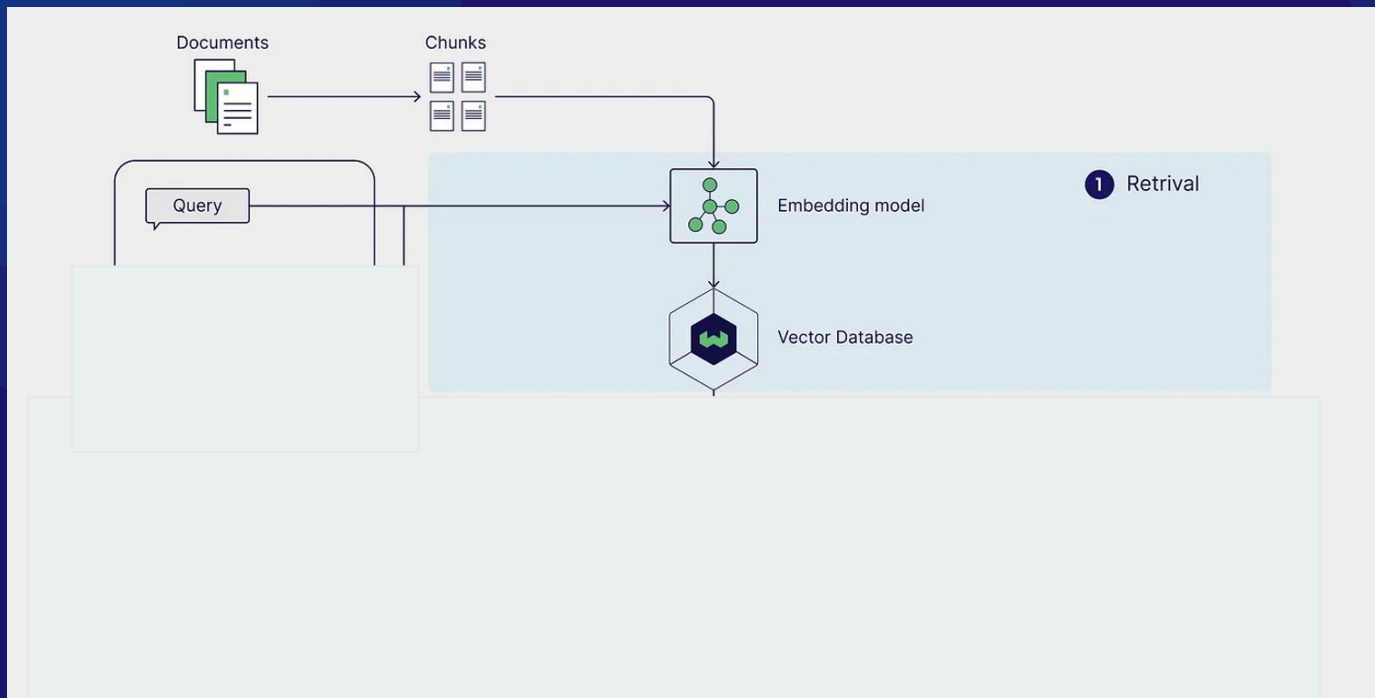 Documents
Chunks
1 Retrival
Query
Embedding model
Vector Database